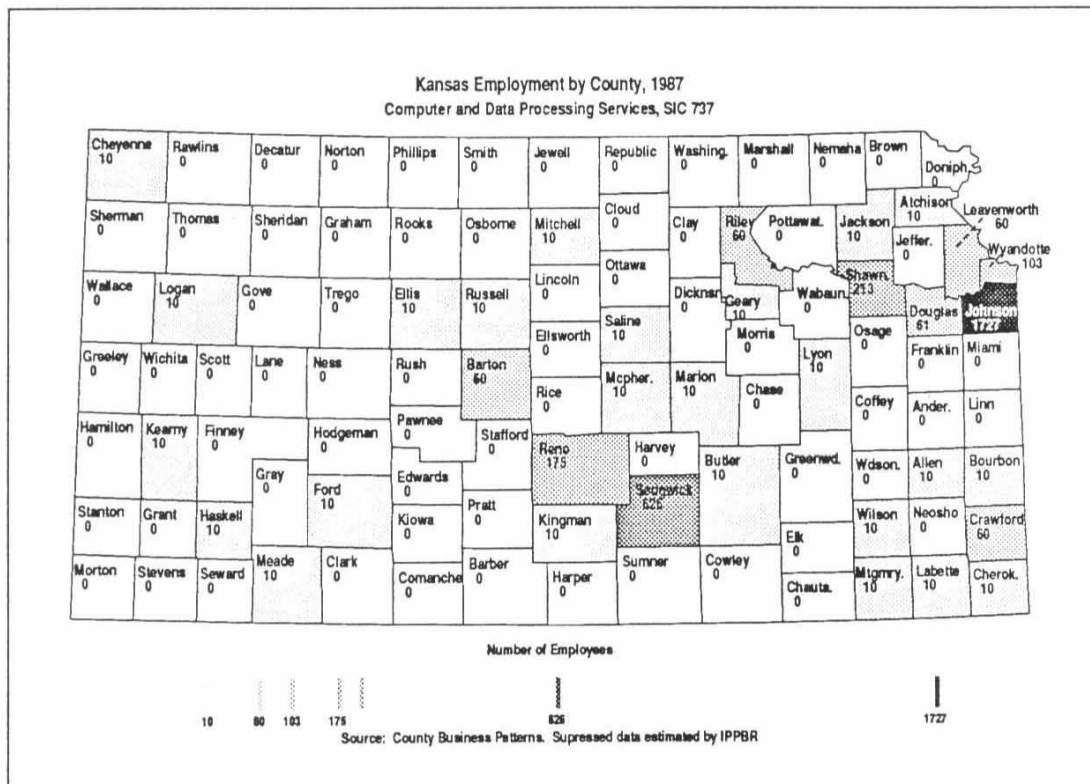 Kansas Employment by County, 1987
Computer and Data Processing Services, SIC 737
Cheyenne Rawlins Decatur Norton Phillips Smith Jewell Republic Washing. Marshall Nemaha Brown Doniph.
10 0 0 0 0 0 0 0 0 0 0 0 0
Sherman Thomas Sheridan Graham Rooks Osborne Mitchell Cloud Clay Riley Pottawat. Jackson Atchison Jeffer. Leavenworth Wyandotte
0 0 0 0 0 0 10 0 0 60 0 10 10 0 60 103
Wallace Logan Gove Trego Ellis Russell Lincoln Ottawa Dicknsn Geary Wabaun. Shawn. Douglas Johnson
0 10 0 0 10 10 0 0 0 10 0 213 61 1727
Ellsworth Saline Morris Osage
0 10 0 0
Greeley Wichita Scott Lane Ness Rush Barton Rice Mcpher. Marion Chase Lyon Franklin Miami
0 0 0 0 0 0 60 0 10 10 0 10 0 0
Hamilton Kearny Finney Hodgeman Pawnee Stafford Coffey Ander. Linn
0 10 0 0 0 0 0 0 0
Gray Ford Edwards Reno Harvey Butler Greenwd. Wdson. Allen Bourbon
0 10 0 175 0 10 0 0 10 10
Stanton Grant Haskell Kiowa Pratt Kingman Sedgwick Elk Wilson Neosho Crawford
0 0 10 0 0 10 626 0 10 0 60
Morton Stevens Seward Meade Clark Comanche Barber Harper Sumner Cowley Chauta. Mtgmry. Labette Cherok.
0 0 0 10 0 0 0 0 0 0 0 10 10 10
Number of Employees
10 60 103 175 626 1727
Source: County Business Patterns. Supressed data estimated by IPPBR